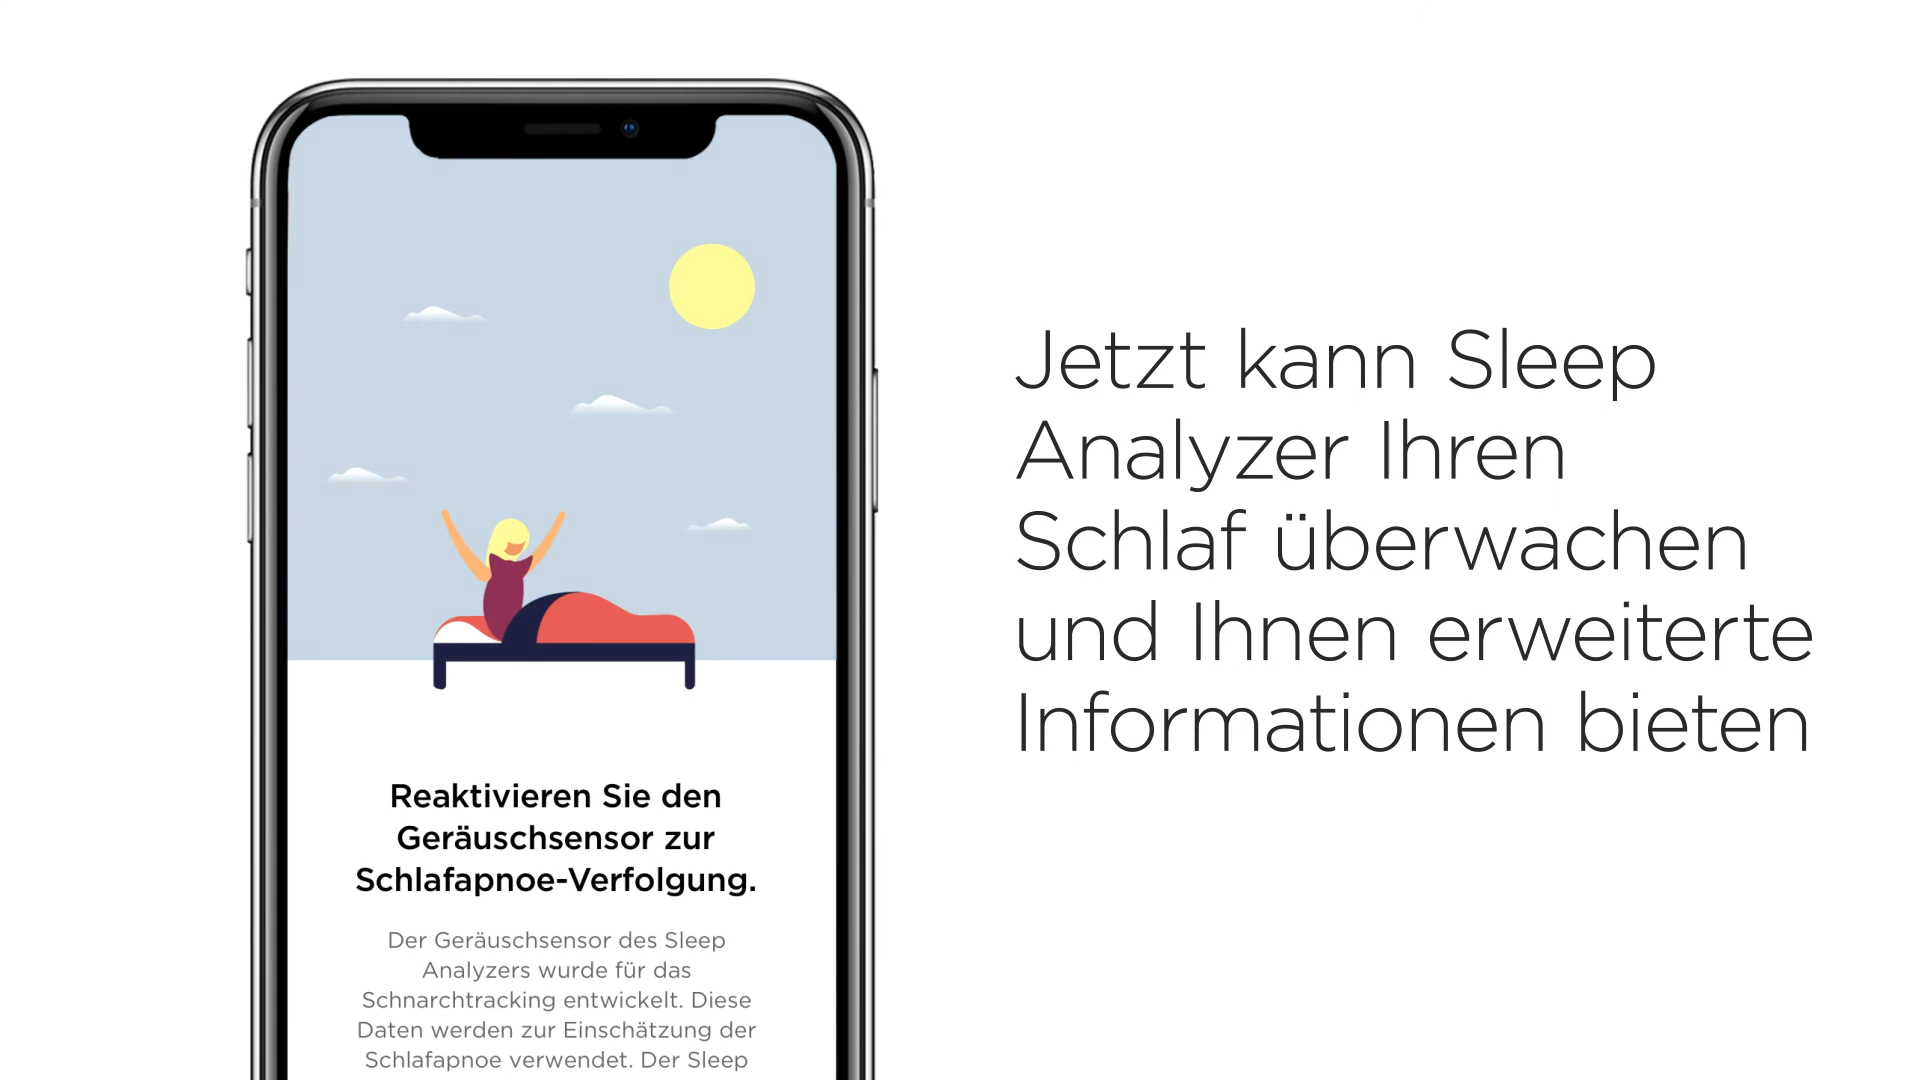 Jetzt kann Sleep
Analyzer Ihren
Schlaf überwachen
und Ihnen erweiterte
Informationen bieten
Reaktivieren Sie den
Geräuschsensor zur
Schlafapnoe-Verfolgung.
Der Geräuschsensor des Sleep
Analyzers wurde für das
Schnarchtracking entwickelt. Diese
Daten werden zur Einschätzung der
Schlafapnoe verwendet. Der Sleep